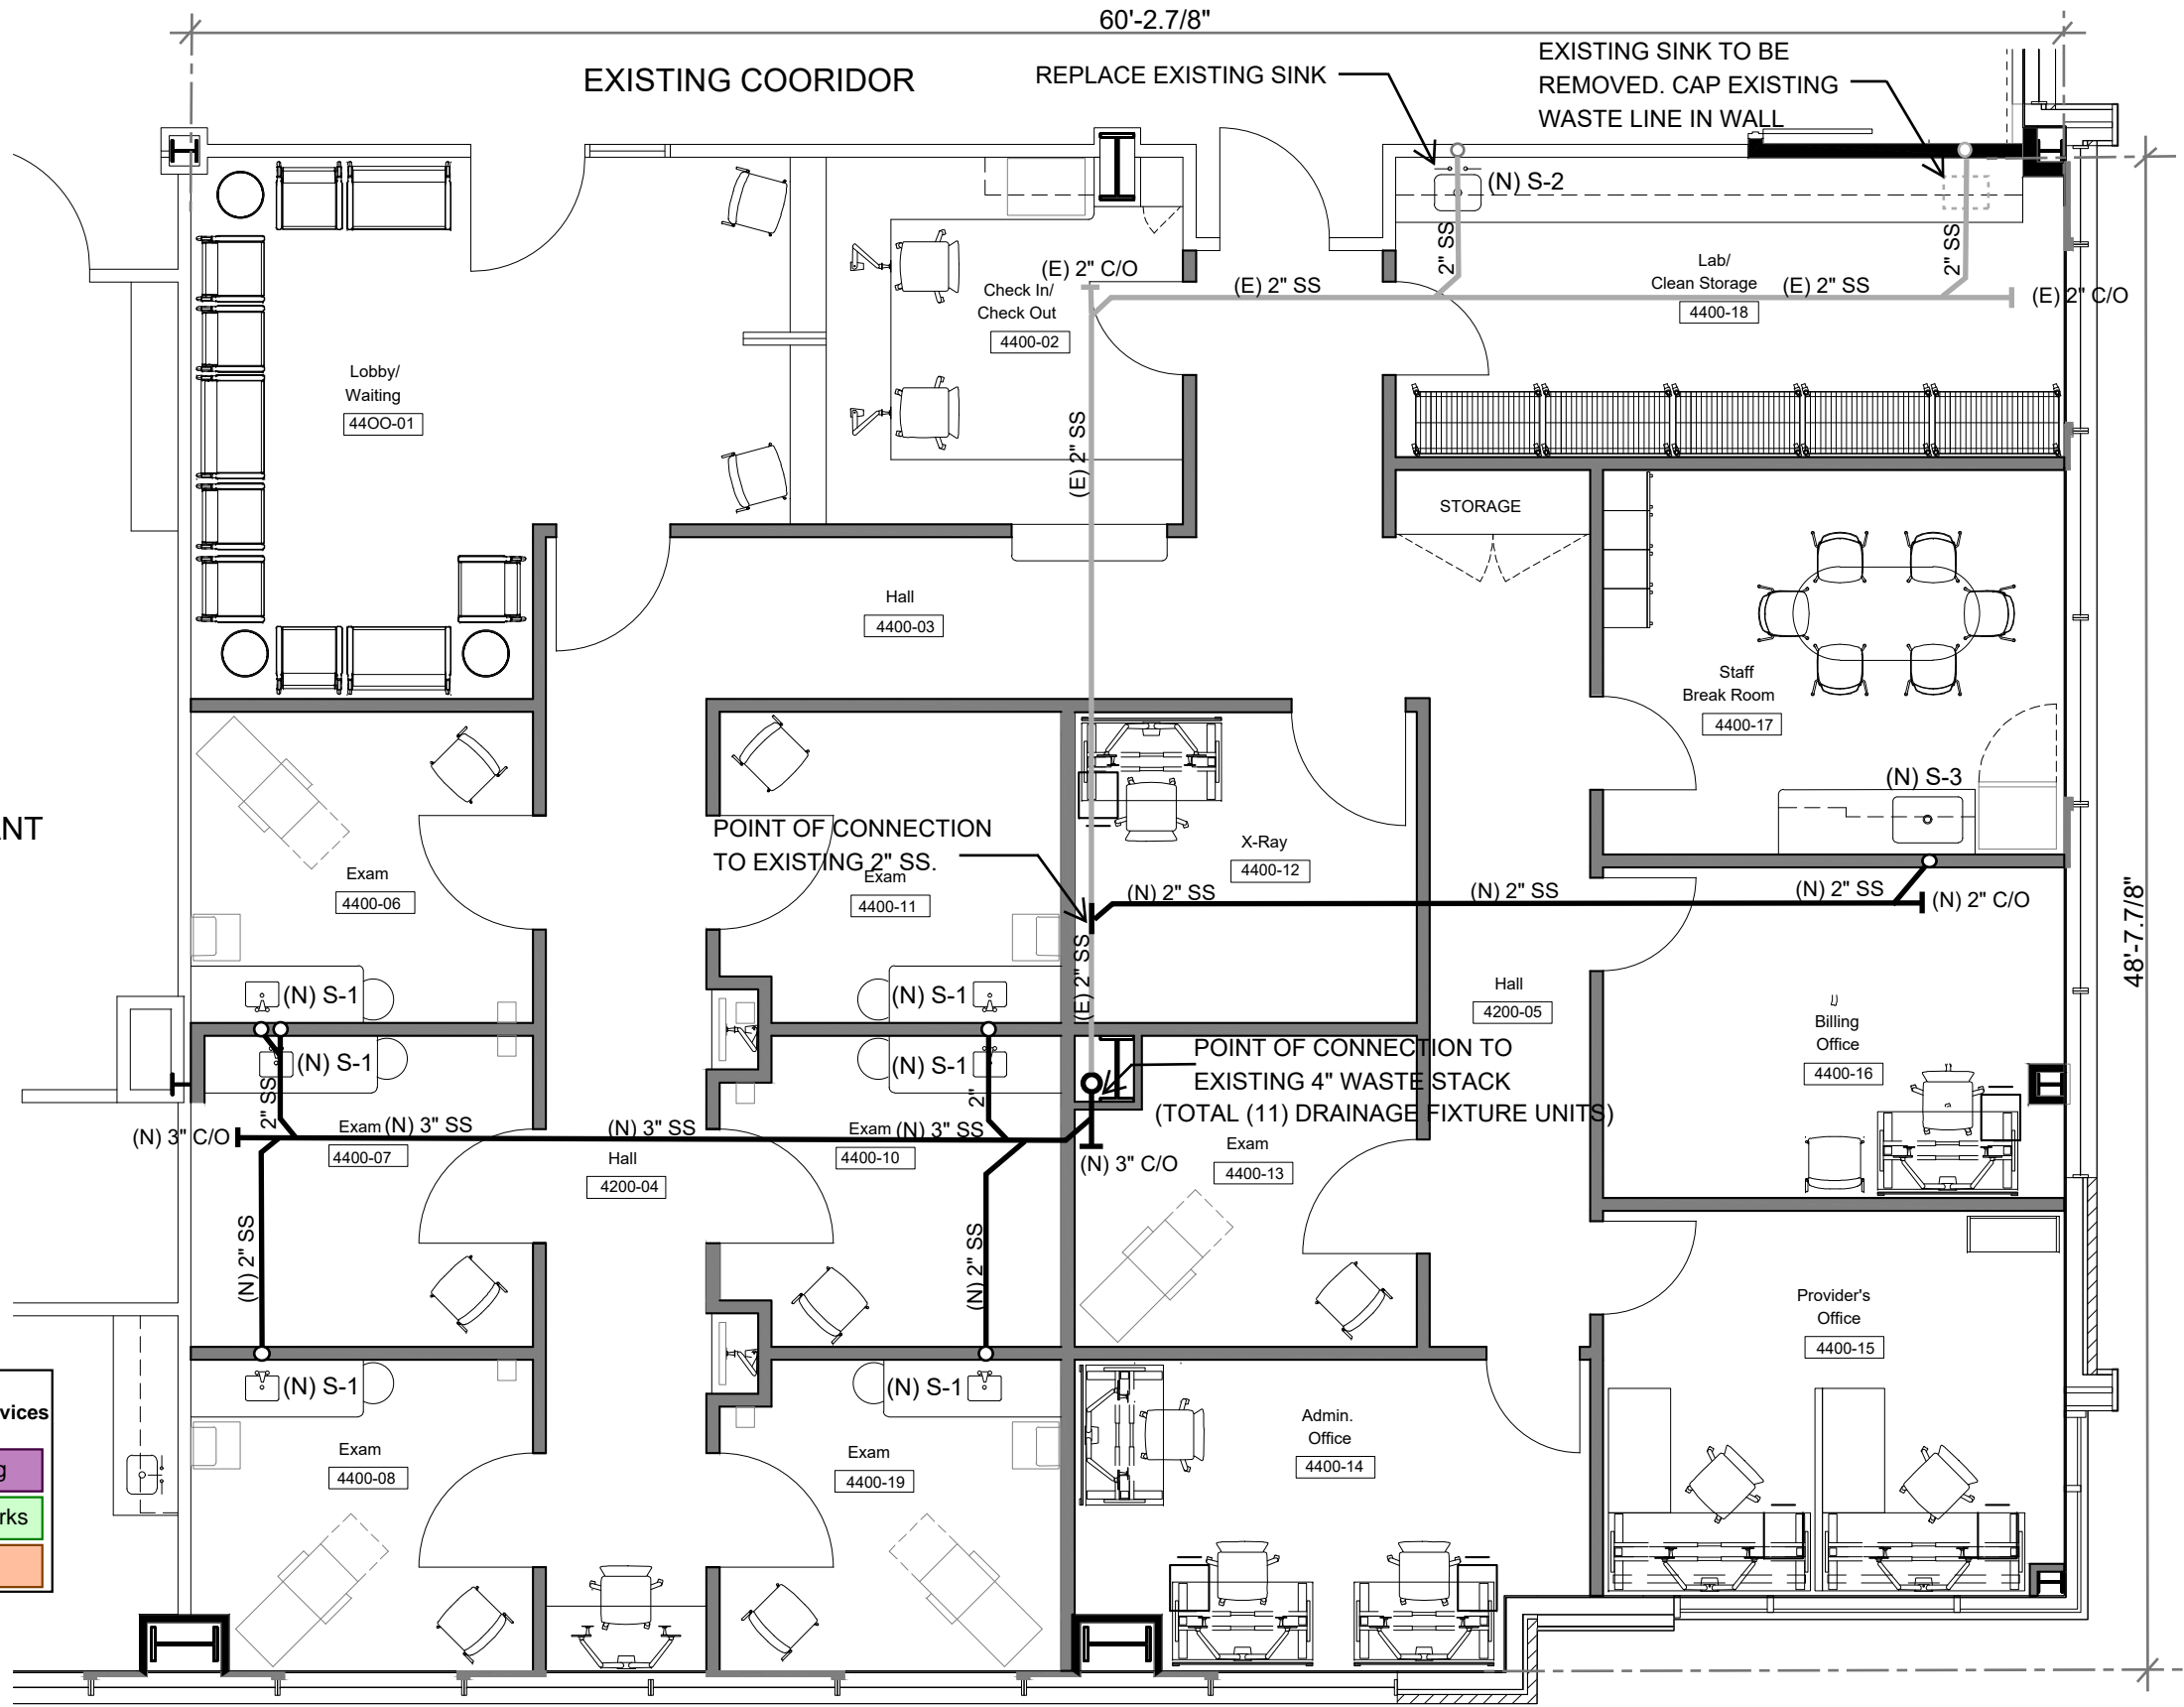 60'-2.7/8"
EXISTING COORIDOR
REPLACE EXISTING SINK
EXISTING SINK TO BE
REMOVED. CAP EXISTING
WASTE LINE IN WALL
(N) S-2
2" SS
2" SS
(E) 2" C/O
Check In/
Check Out
4400-02
(E) 2" SS
Lab/
Clean Storage
4400-18
(E) 2" SS
(E) 2" C/O
Lobby/
Waiting
44OO-01
(E) 2" SS
STORAGE
Hall
4400-03
Staff
Break Room
4400-17
(N) S-3
ANT
POINT OF CONNECTION
TO EXISTING 2" SS.
X-Ray
4400-12
Exam
4400-06
Exam
4400-11
(N) 2" SS
(N) 2" SS
(N) 2" SS
(N) 2" C/O
48'-7.7/8"
(E) 2" SS
(N) S-1
(N) S-1
Hall
4200-05
Billing
Office
4400-16
(N) S-1
(N) S-1
POINT OF CONNECTION TO
EXISTING 4" WASTE STACK
(TOTAL (11) DRAINAGE FIXTURE UNITS)
2" SS
2"
(N) 3" C/O
Exam
(N) 3" SS
4400-07
(N) 3" SS
Hall
4200-04
Exam
(N) 3" SS
4400-10
(N) 3" C/O
Exam
4400-13
(N) 2" SS
(N) 2" SS
Provider's
Office
4400-15
(N) S-1
(N) S-1
vices
g
rks
Exam
4400-08
Exam
4400-19
Admin.
Office
4400-14